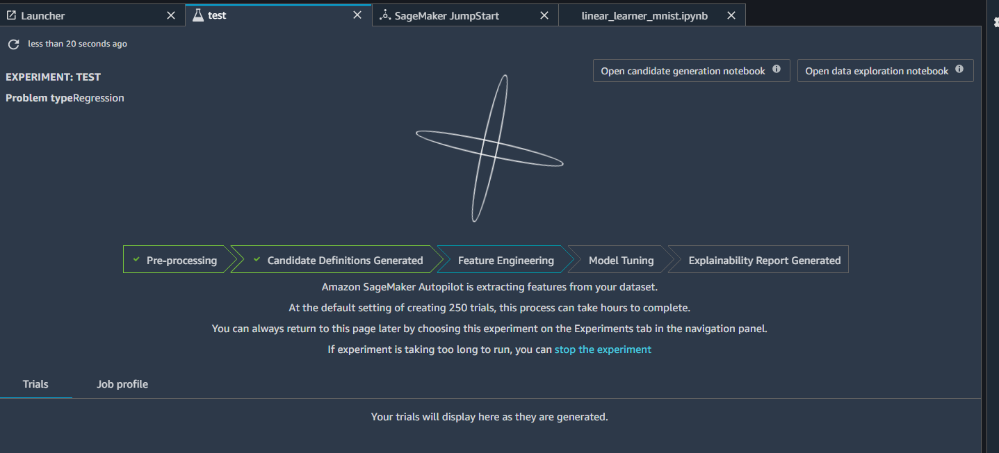 Launcher
test
SageMaker JumpStart
linear_learner_mnist.ipynb
less than 20 seconds ago
Open candidate generation notebook
Open data exploration notebook
EXPERIMENT: TEST
Problem typeRegression
Pre-processing
Candidate Definitions Generated
Feature Engineering
Model Tuning
Explainability Report Generated
Amazon SageMaker Autopilot is extracting features from your dataset.
At the default setting of creating 250 trials, this process can take hours to complete.
You can always return to this page later by choosing this experiment on the Experiments tab in the navigation panel.
If experiment is taking too long to run, you can stop the experiment
Trials
Job profile
Your trials will display here as they are generated.